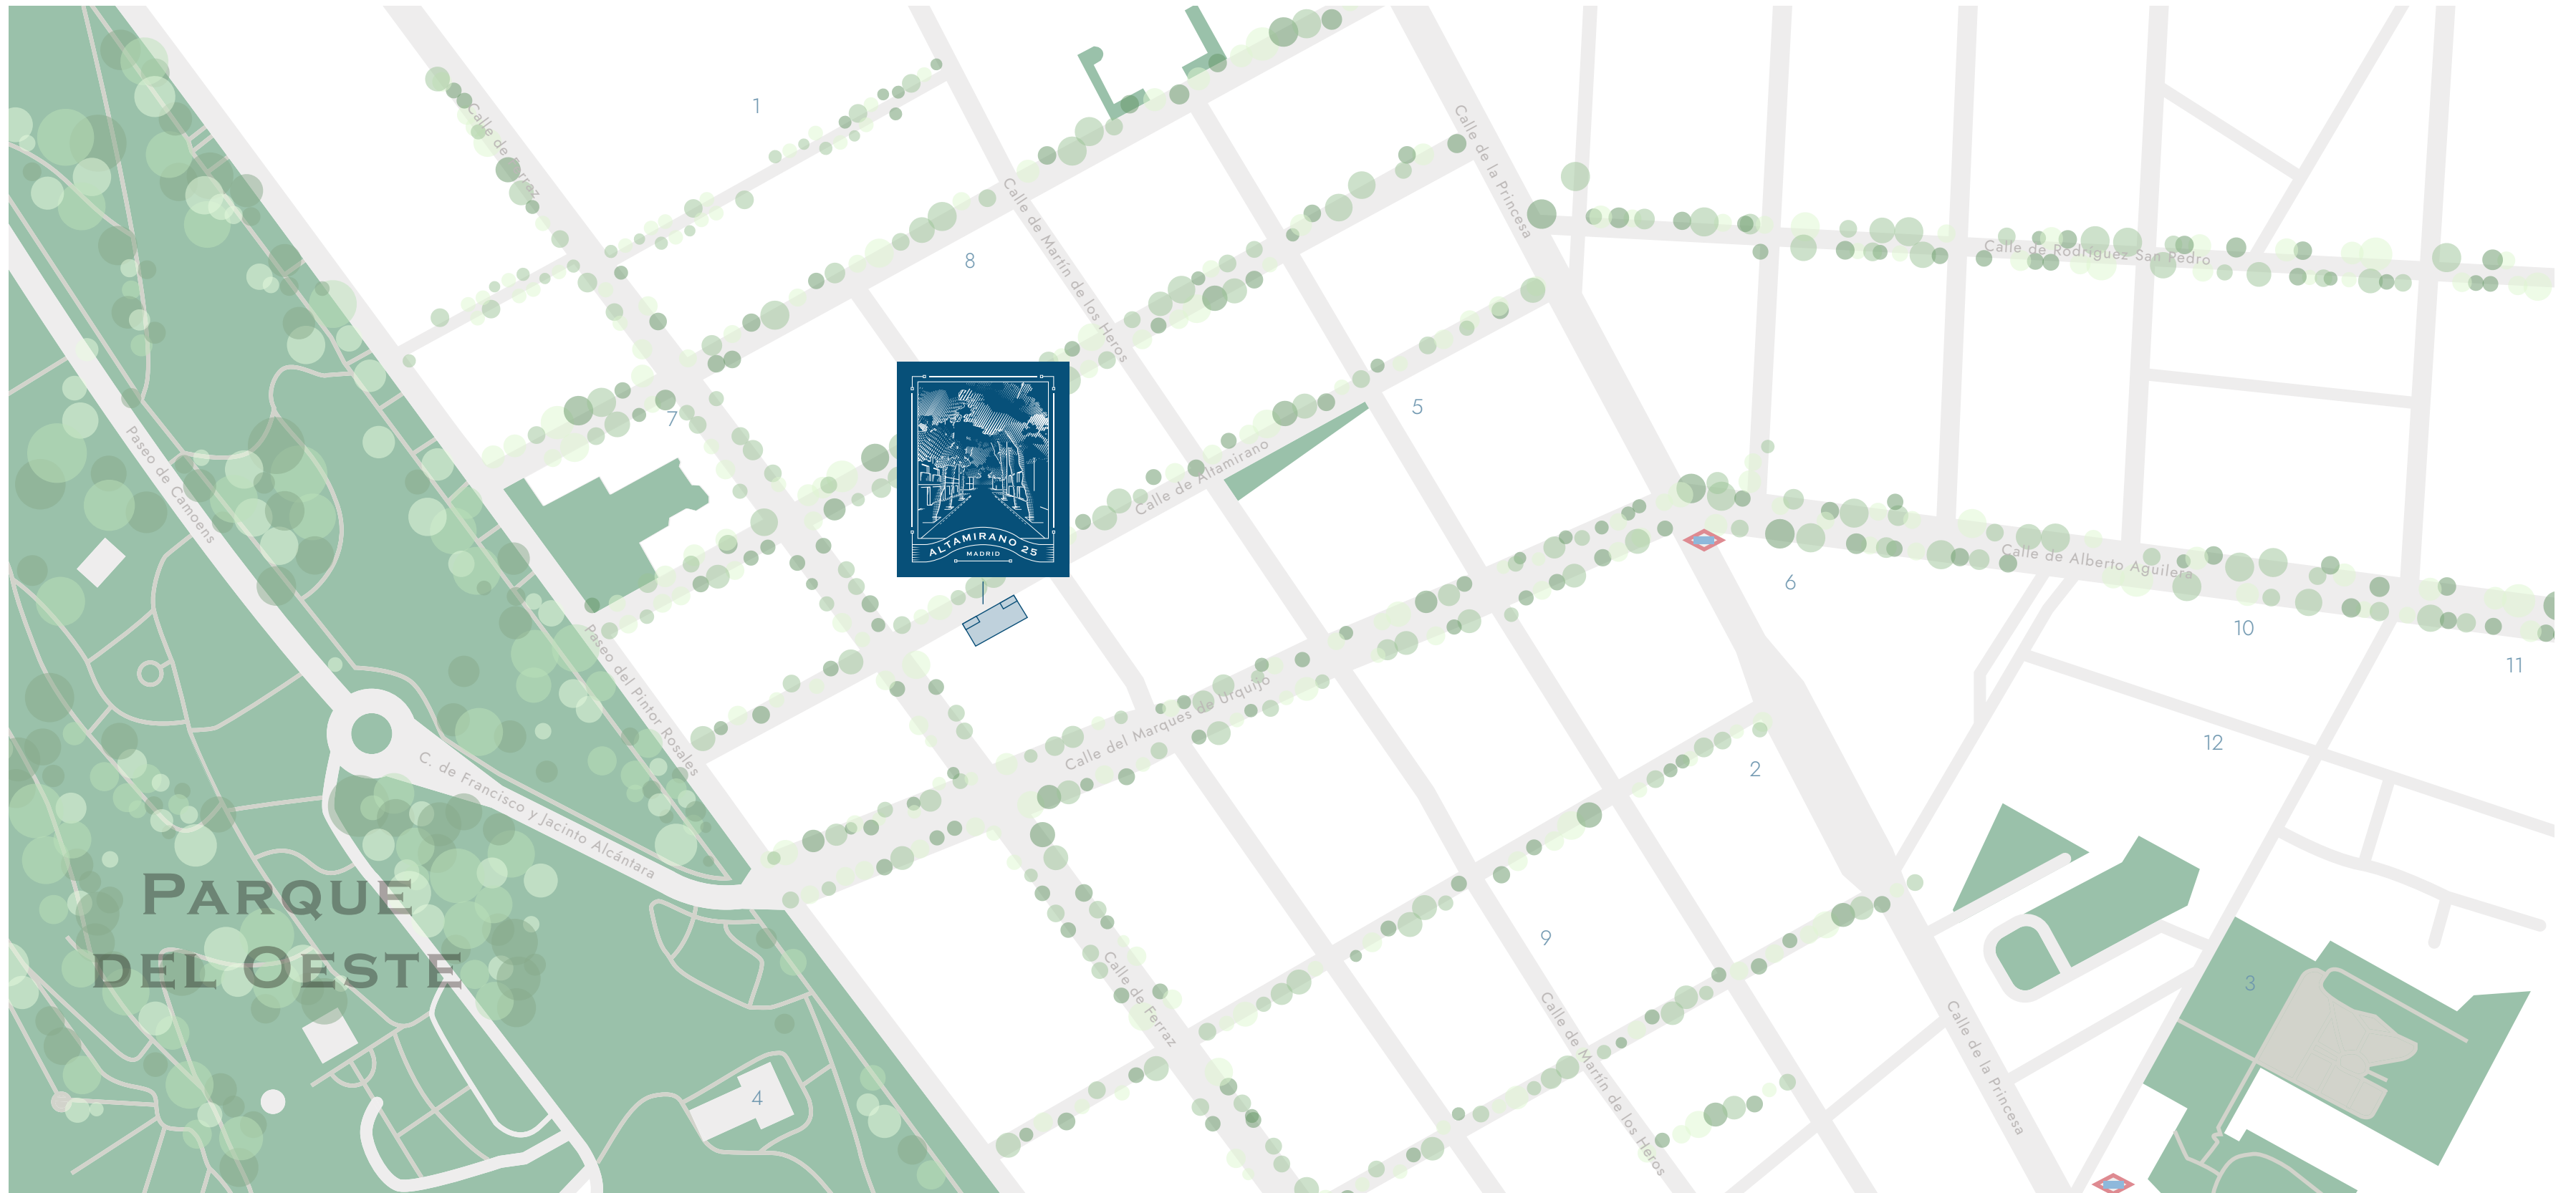 1
Calle de Ferraz
Calle de Martín de los Heros
Calle de la Princesa
8
Calle de Rodríguez San Pedro
7
5
Paseo de Camoens
Calle de Altamirano
ALTAMIRANO 25
MADRID
6
Calle de Alberto Aguilera
10
11
Paseo del Pintor Rosales
Calle del Marques de Urquijo
12
2
C. de Francisco y Jacinto Alcántara
PARQUE
DEL OESTE
9
3
Calle de Ferraz
Calle de Martín de los Heros
Calle de la Princesa
4